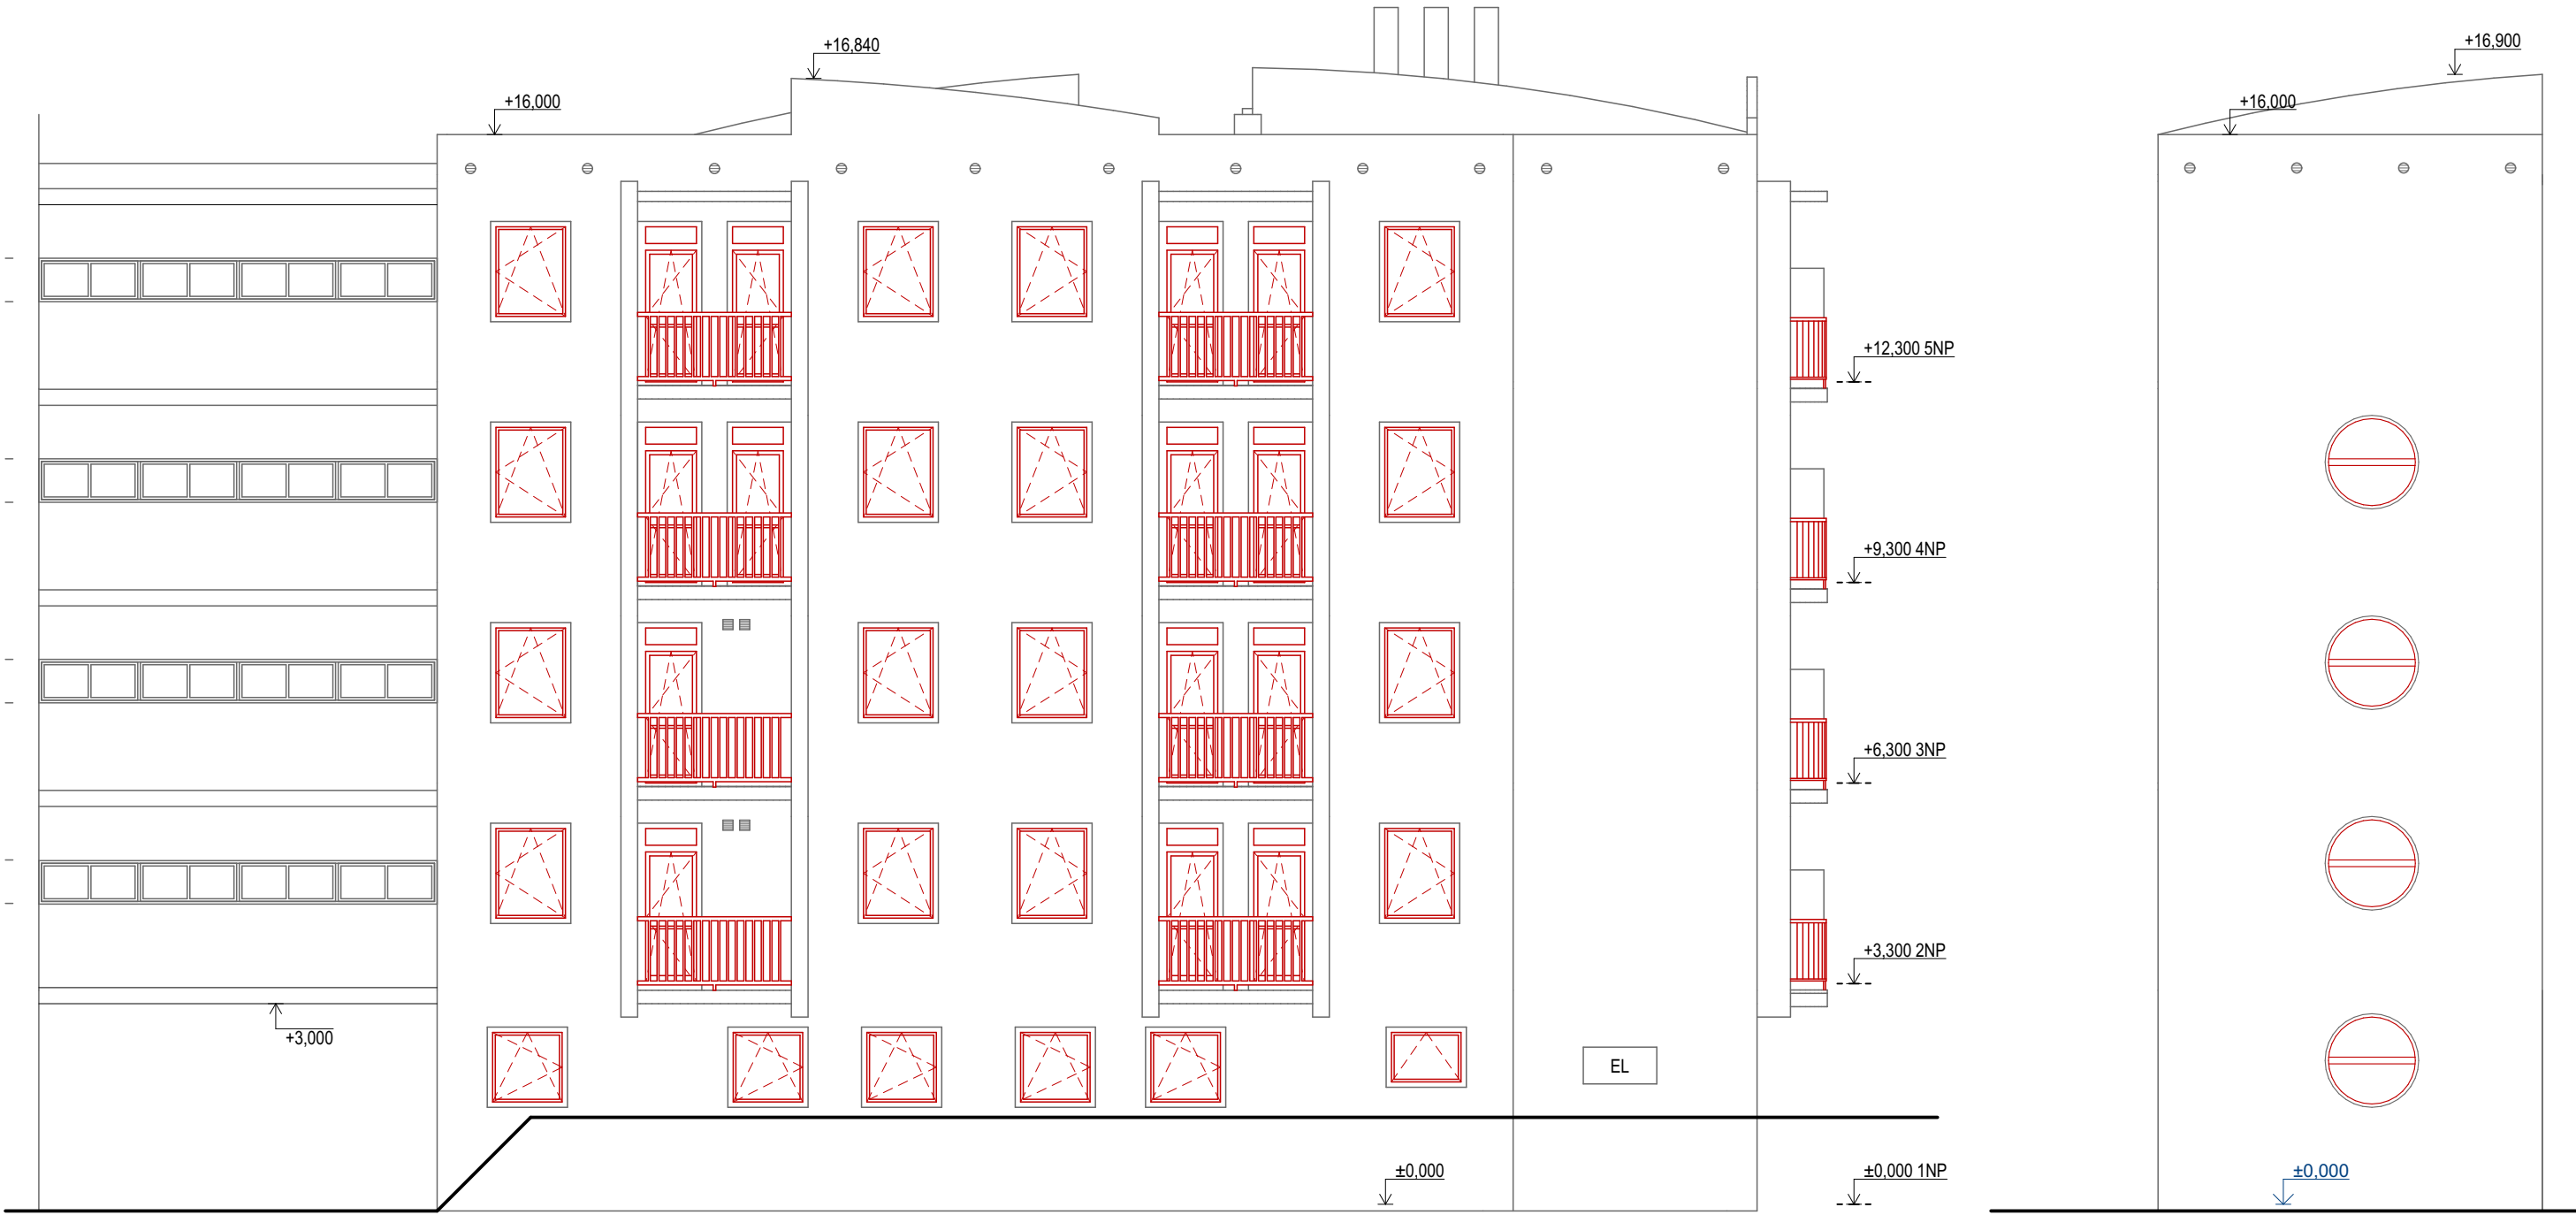 +16,840
+16,900
+16,000
+16,000
+12,300 5NP
+9,300 4NP
+6,300 3NP
+3,300 2NP
+3,000
EL
±0,000
±0,000 1NP
±0,000